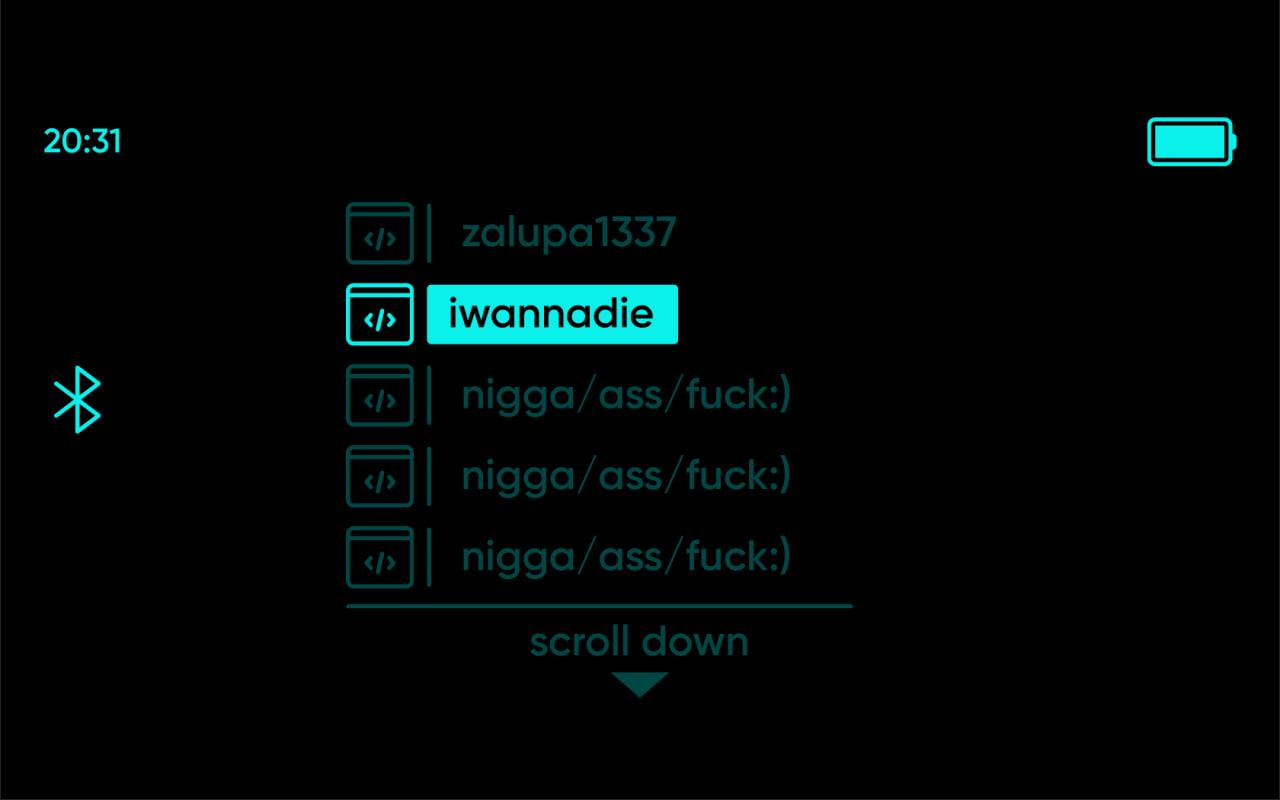 20:31
zalupa1337
iwannadie
nigga/ass/fuck:)
nigga/ass/fuck:)
nigga/ass/fuck:)
scroll down